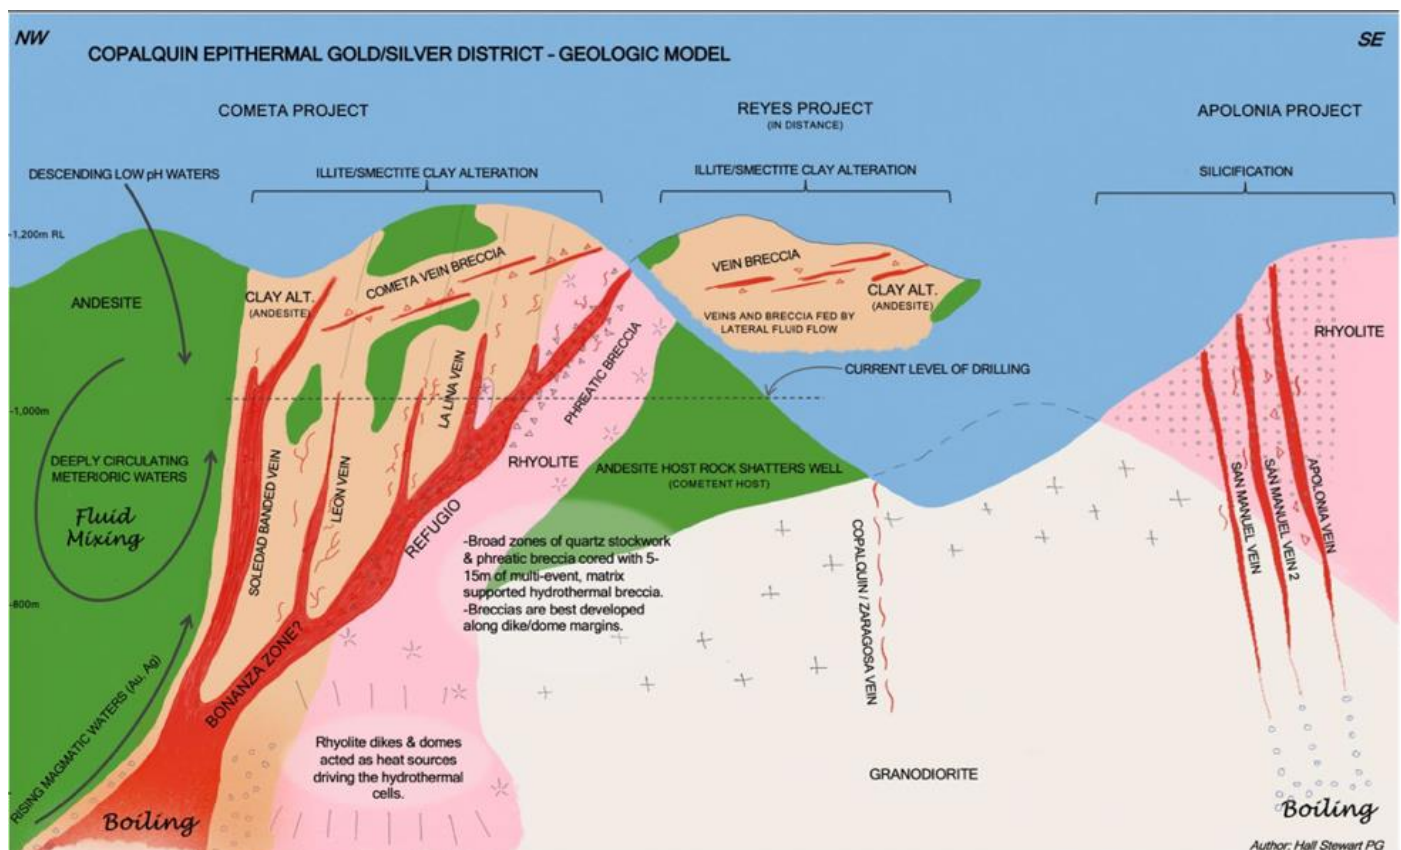 NW
SE
COPALQUIN EPITHERMAL GOLD/SILVER DISTRICT - GEOLOGIC MODEL
COMETA PROJECT
REYES PROJECT
(IN DISTANCE)
APOLONIA PROJECT
DESCENDING LOW pH WATERS
ILLITE/SMECTITE CLAY ALTERATION
ILLITE/SMECTITE CLAY ALTERATION
SILICIFICATION
-1,200m RL
ANDESITE
CLAY ALT.
(ANDESITE)
COMETA VEIN BRECCIA
VEIN BRECCIA
CLAY ALT.
(ANDESITE)
VEINS AND BRECCIA FED BY
LATERAL FLUID FLOW
RHYOLITE
CURRENT LEVEL OF DRILLING
-1,000m
LA LINA VEIN
PHREATIC BRECCIA
DEEPLY CIRCULATING
METERIORIC WATERS
Fluid
Mixing
SOLEDAD BANDED VEIN
LEON VEIN
REFUGIO
RHYOLITE
ANDESITE HOST ROCK SHATTERS WELL
(COMETENT HOST)
-Broad zones of quartz stockwork
& phreatic breccia cored with 5-
15m of multi-event, matrix
supported hydrothermal breccia.
-Breccias are best developed
along dike/dome margins.
COPALQUIN / ZARAGOSA VEIN
SAN MANUEL VEIN
SAN MANUEL VEIN 2
APOLONIA VEIN
-800m
BONANZA ZONE?
RISING MAGMATIC WATERS (Au, Ag)
Rhyolite dikes & domes
acted as heat sources
driving the hydrothermal
cells.
GRANODIORITE
Boiling
Boiling
Author: Hall Stewart PG